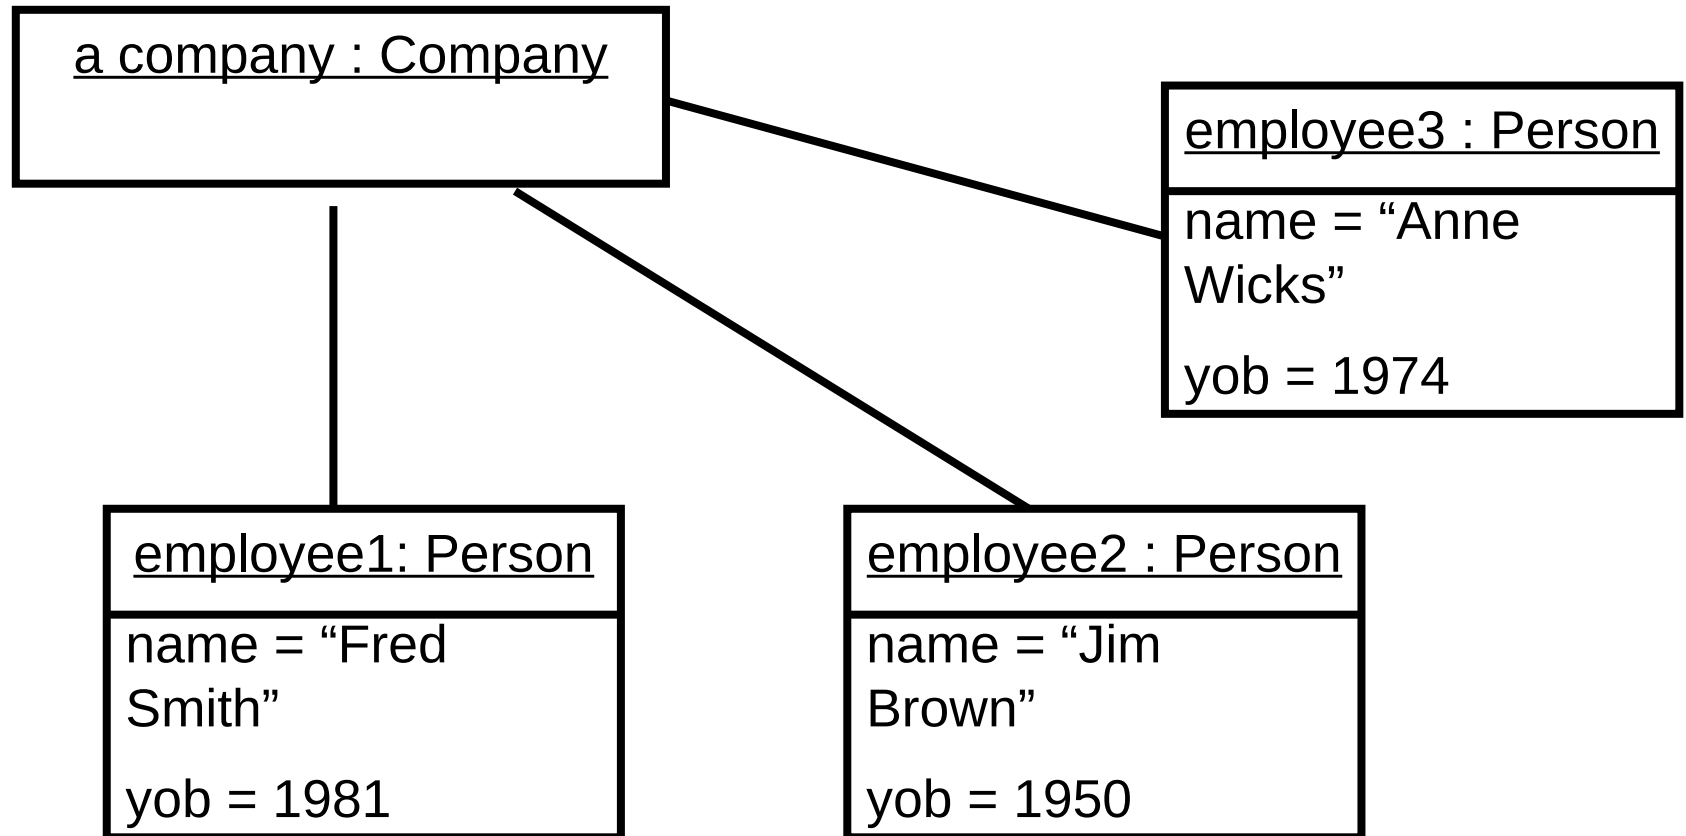 a company : Company
employee3 : Person
name = “Anne
Wicks”
yob = 1974
employee1: Person
name = “Fred
Smith”
yob = 1981
employee2 : Person
name = “Jim
Brown”
yob = 1950